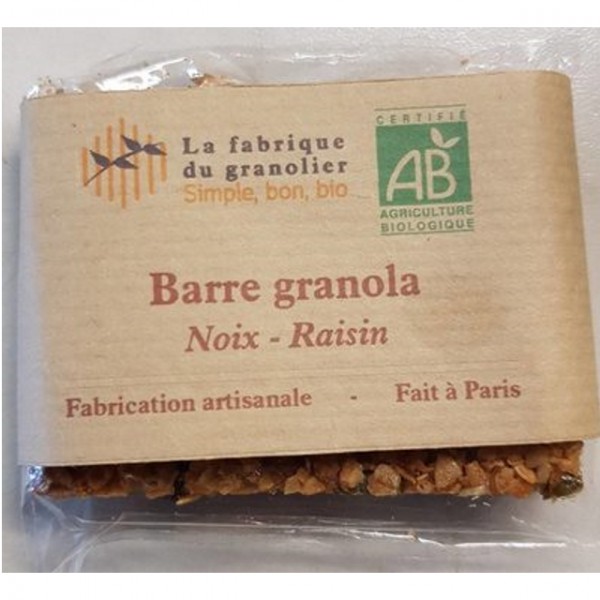 La fabrique
du granolier
Simple, bon, bio
CERTIFIÉ
AB
AGRICULTURE
BIOLOGIQUE
Barre granola
Noix - Raisin
Fabrication artisanale - Fait à Paris